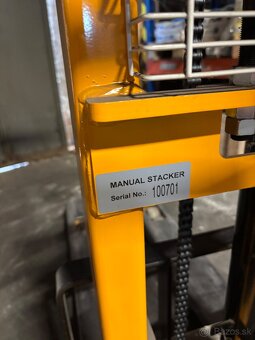 MANUAL STACKER
Serial No.: 100701
Bazos.sk